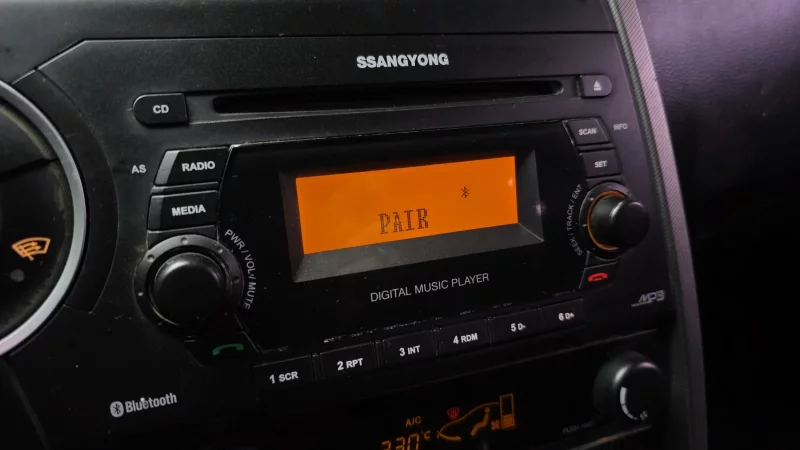 SSANGYONG
CD
SCAN
INFO
AS
RADIO
SET
MEDIA
PAIR
PWR / VOL / MUTE
SEEK / TRACK / ENT
DIGITAL MUSIC PLAYER
MP3
1 SCR
2 RPT
3 INT
4 RDM
5 D-
6 D+
Bluetooth
A/C
°C